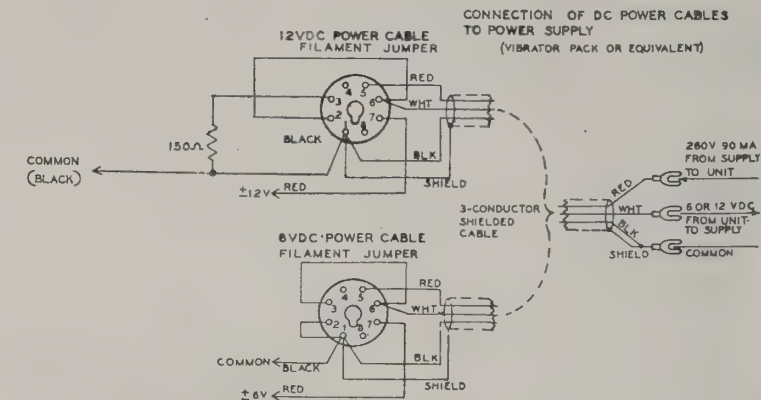 CONNECTION OF DC POWER CABLES
TO POWER SUPPLY
(VIBRATOR PACK OR EQUIVALENT)
12VDC POWER CABLE
FILAMENT JUMPER
RED
4
5
3
6
WHT
2
7
1
8
BLACK
150Ω
BLK
COMMON
(BLACK)
SHIELD
±12V
RED
260V 90 MA
FROM SUPPLY
TO UNIT
RED
WHT
6 OR 12 VDC
FROM UNIT
TO SUPPLY
BLK
SHIELD
COMMON
3-CONDUCTOR
SHIELDED
CABLE
6VDC POWER CABLE
FILAMENT JUMPER
RED
4
5
3
6
WHT
2
7
1
8
COMMON
BLACK
BLK
SHIELD
±6V
RED